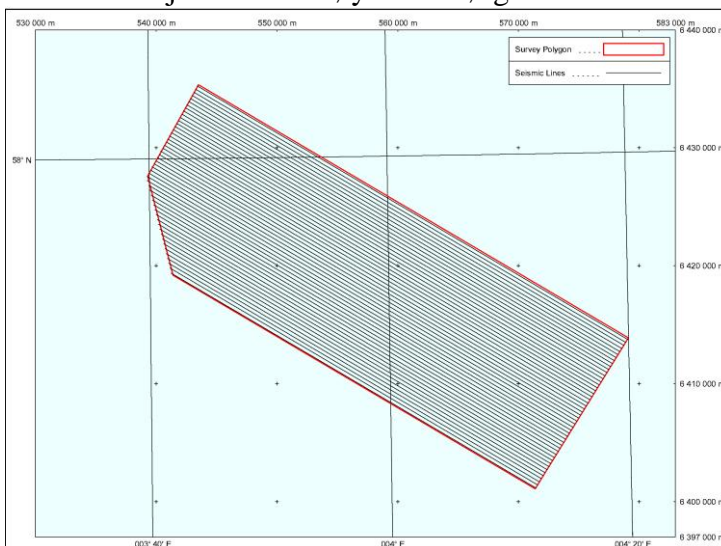 530 000 m 540 000 m 550 000 m 560 000 m 570 000 m 583 000 m
6 440 000 m
Survey Polygon .....
Seismic Lines ......
6 430 000 m
58° N
6 420 000 m
6 410 000 m
6 400 000 m
6 397 000 m
003° 40' E 004° E 004° 20' E